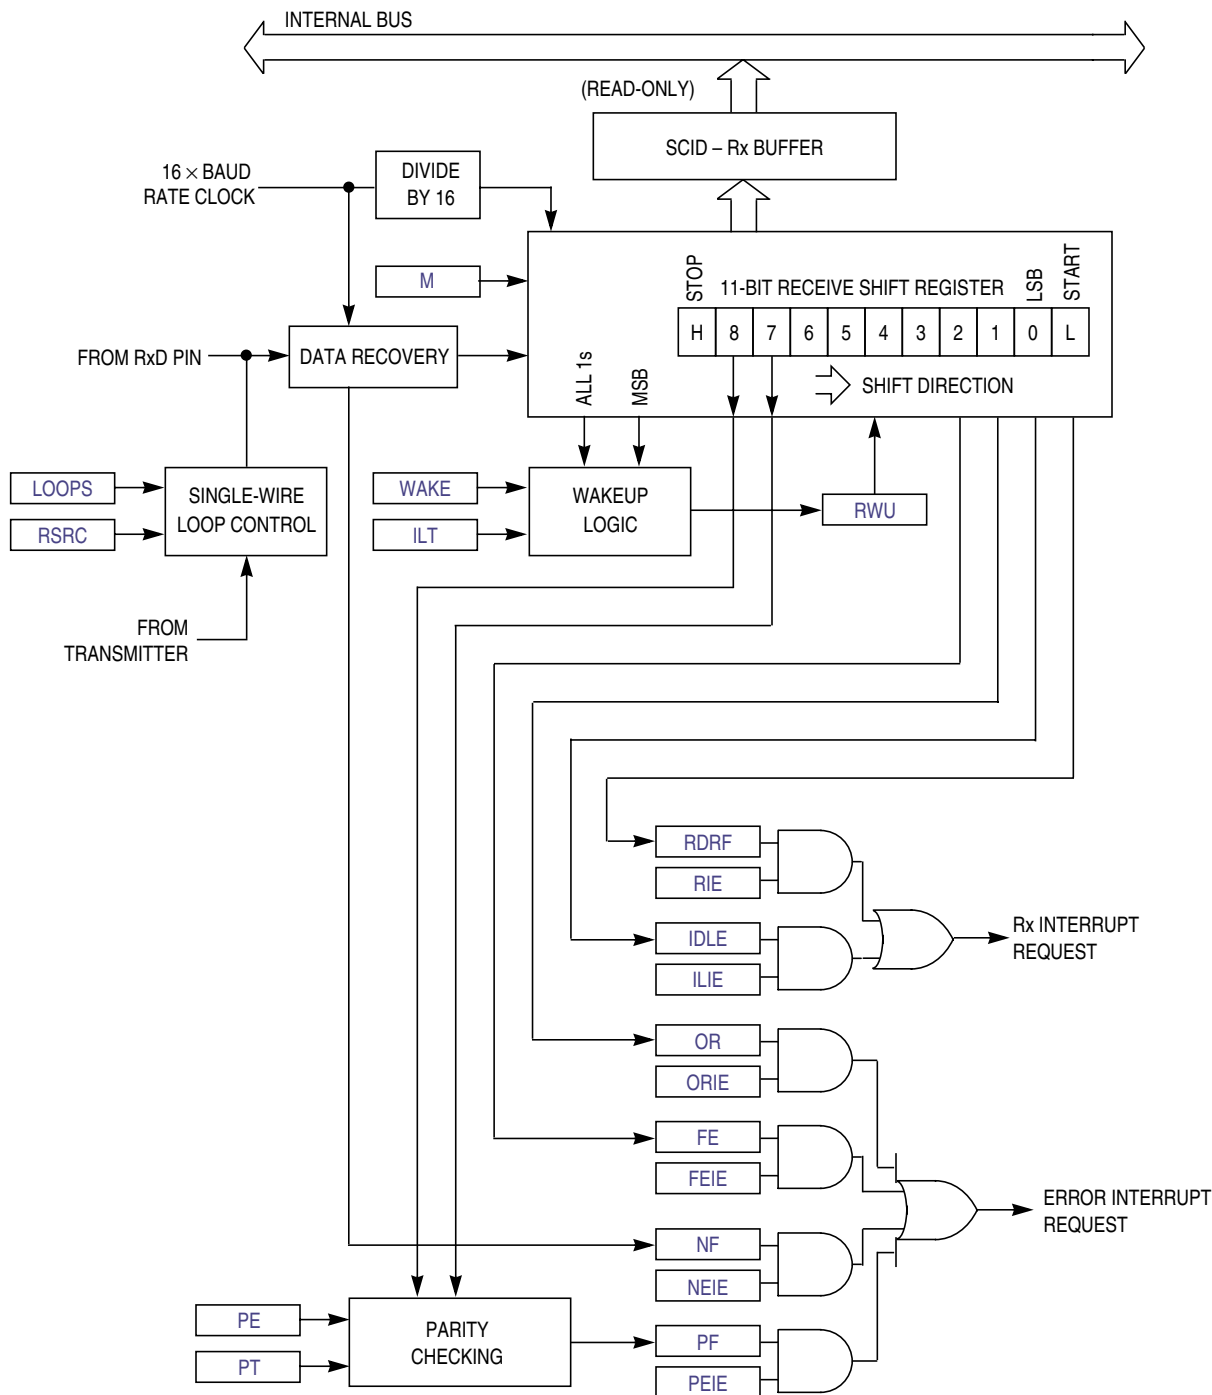 INTERNAL BUS
(READ-ONLY)
SCID – Rx BUFFER
16 × BAUD
RATE CLOCK
DIVIDE
BY 16
M
STOP
11-BIT RECEIVE SHIFT REGISTER
LSB
START
H 8 7 6 5 4 3 2 1 0 L
FROM RxD PIN
DATA RECOVERY
ALL 1s
MSB
SHIFT DIRECTION
LOOPS
RSRC
SINGLE-WIRE
LOOP CONTROL
WAKE
ILT
WAKEUP
LOGIC
RWU
FROM
TRANSMITTER
RDRF
RIE
IDLE
ILIE
Rx INTERRUPT
REQUEST
OR
ORIE
FE
FEIE
ERROR INTERRUPT
REQUEST
NF
NEIE
PE
PT
PARITY
CHECKING
PF
PEIE